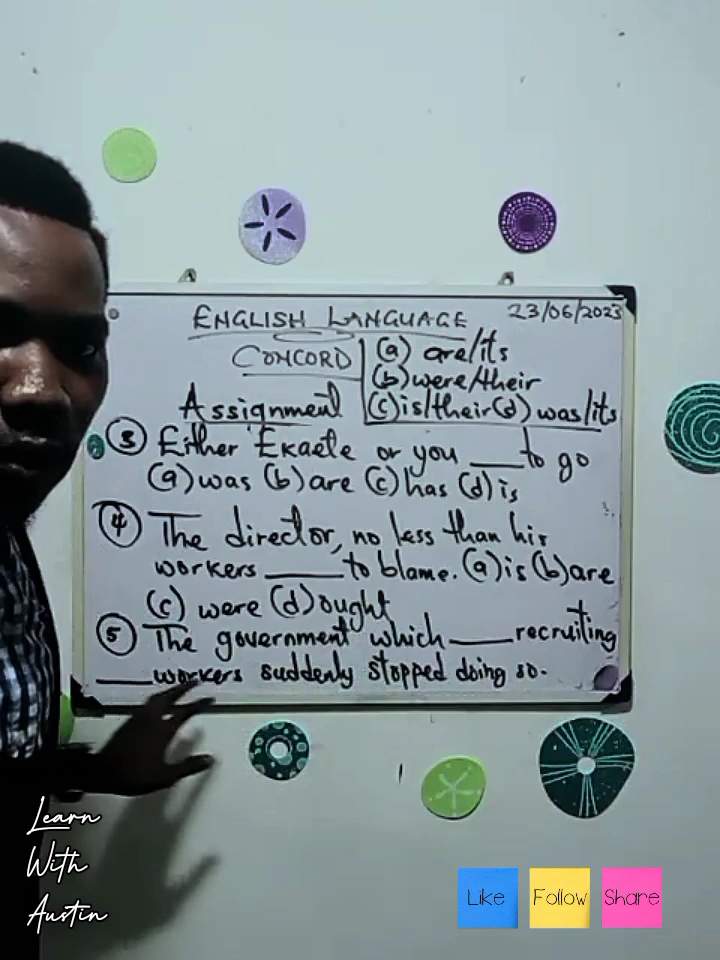 ENGLISH LANGUAGE
23/06/2023
CONCORD
(a) are/its
(b) were/their
(c) is/their (d) was/its
Assignment
(3) Either Ekaete or you ___ to go
(a) was (b) are (c) has (d) is
(4) The director, no less than his
workers ___ to blame. (a) is (b) are
(c) were (d) ought
(5) The government which ___ recruiting
___ workers suddenly stopped doing so.
Learn
With
Austin
Like
Follow
Share